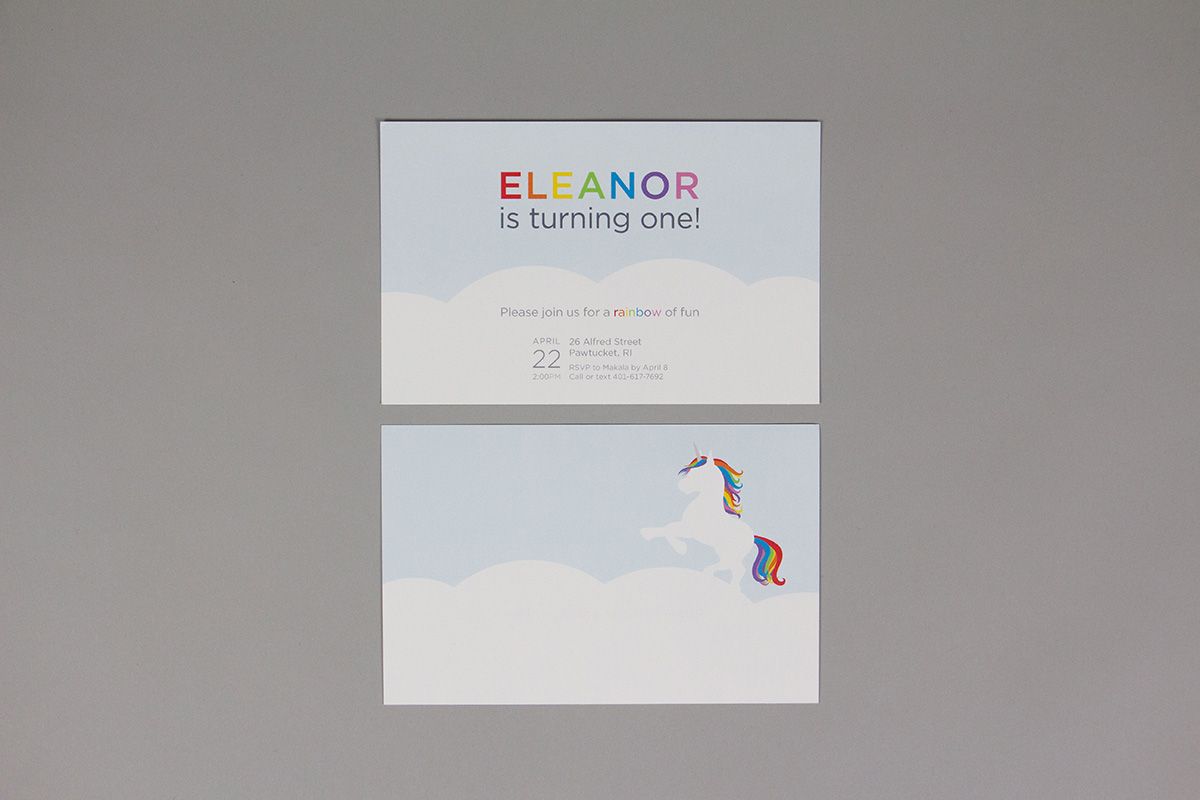 ELEANOR
is turning one!
Please join us for a rainbow of fun
APRIL
22
2:00PM
26 Alfred Street
Pawtucket, RI
RSVP to Makala by April 8
Call or text 401-617-7692